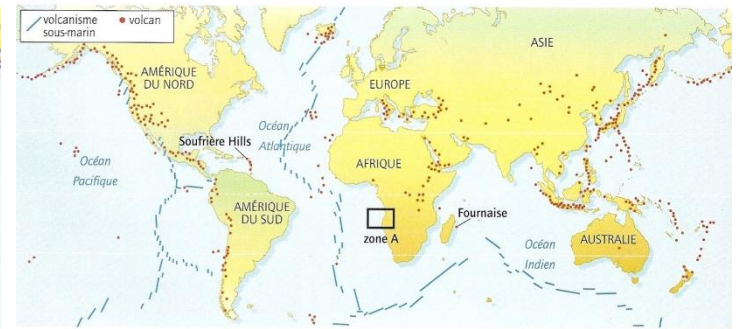 volcanisme
sous-marin
volcan
ASIE
AMÉRIQUE
DU NORD
EUROPE
Océan
Atlantique
Soufrière Hills
Océan
Pacifique
AFRIQUE
AMÉRIQUE
DU SUD
Fournaise
zone A
AUSTRALIE
Océan
Indien